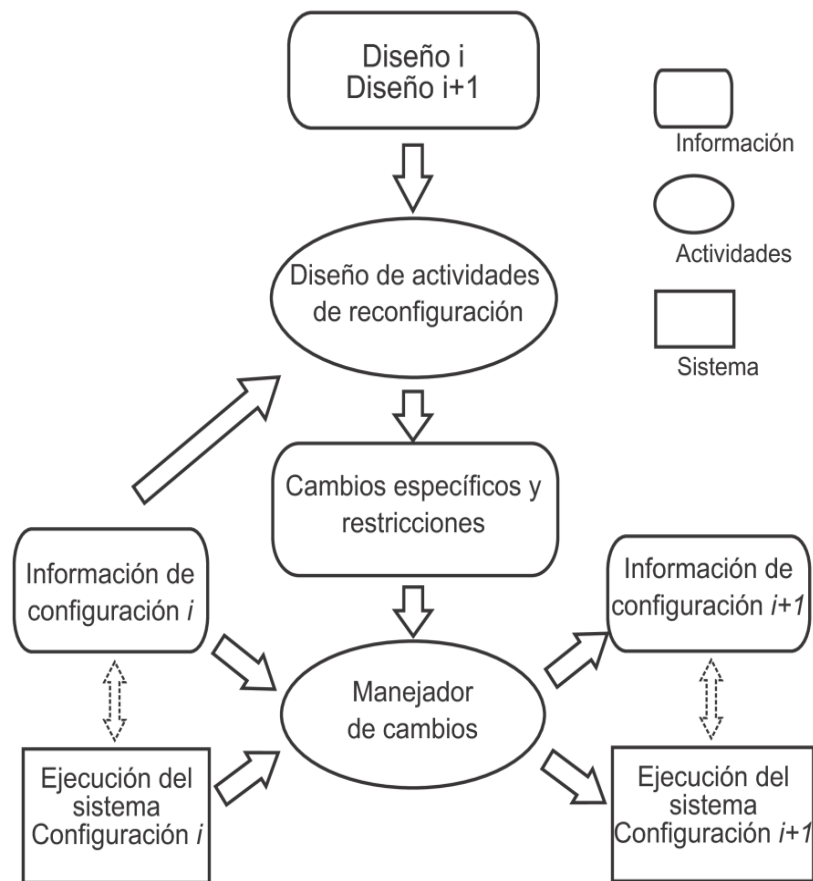 Diseño i
Diseño i+1
Información
Actividades
Sistema
Diseño de actividades
de reconfiguración
Cambios específicos y
restricciones
Información de
configuración i
Información de
configuración i+1
Manejador
de cambios
Ejecución del
sistema
Configuración i
Ejecución del
sistema
Configuración i+1